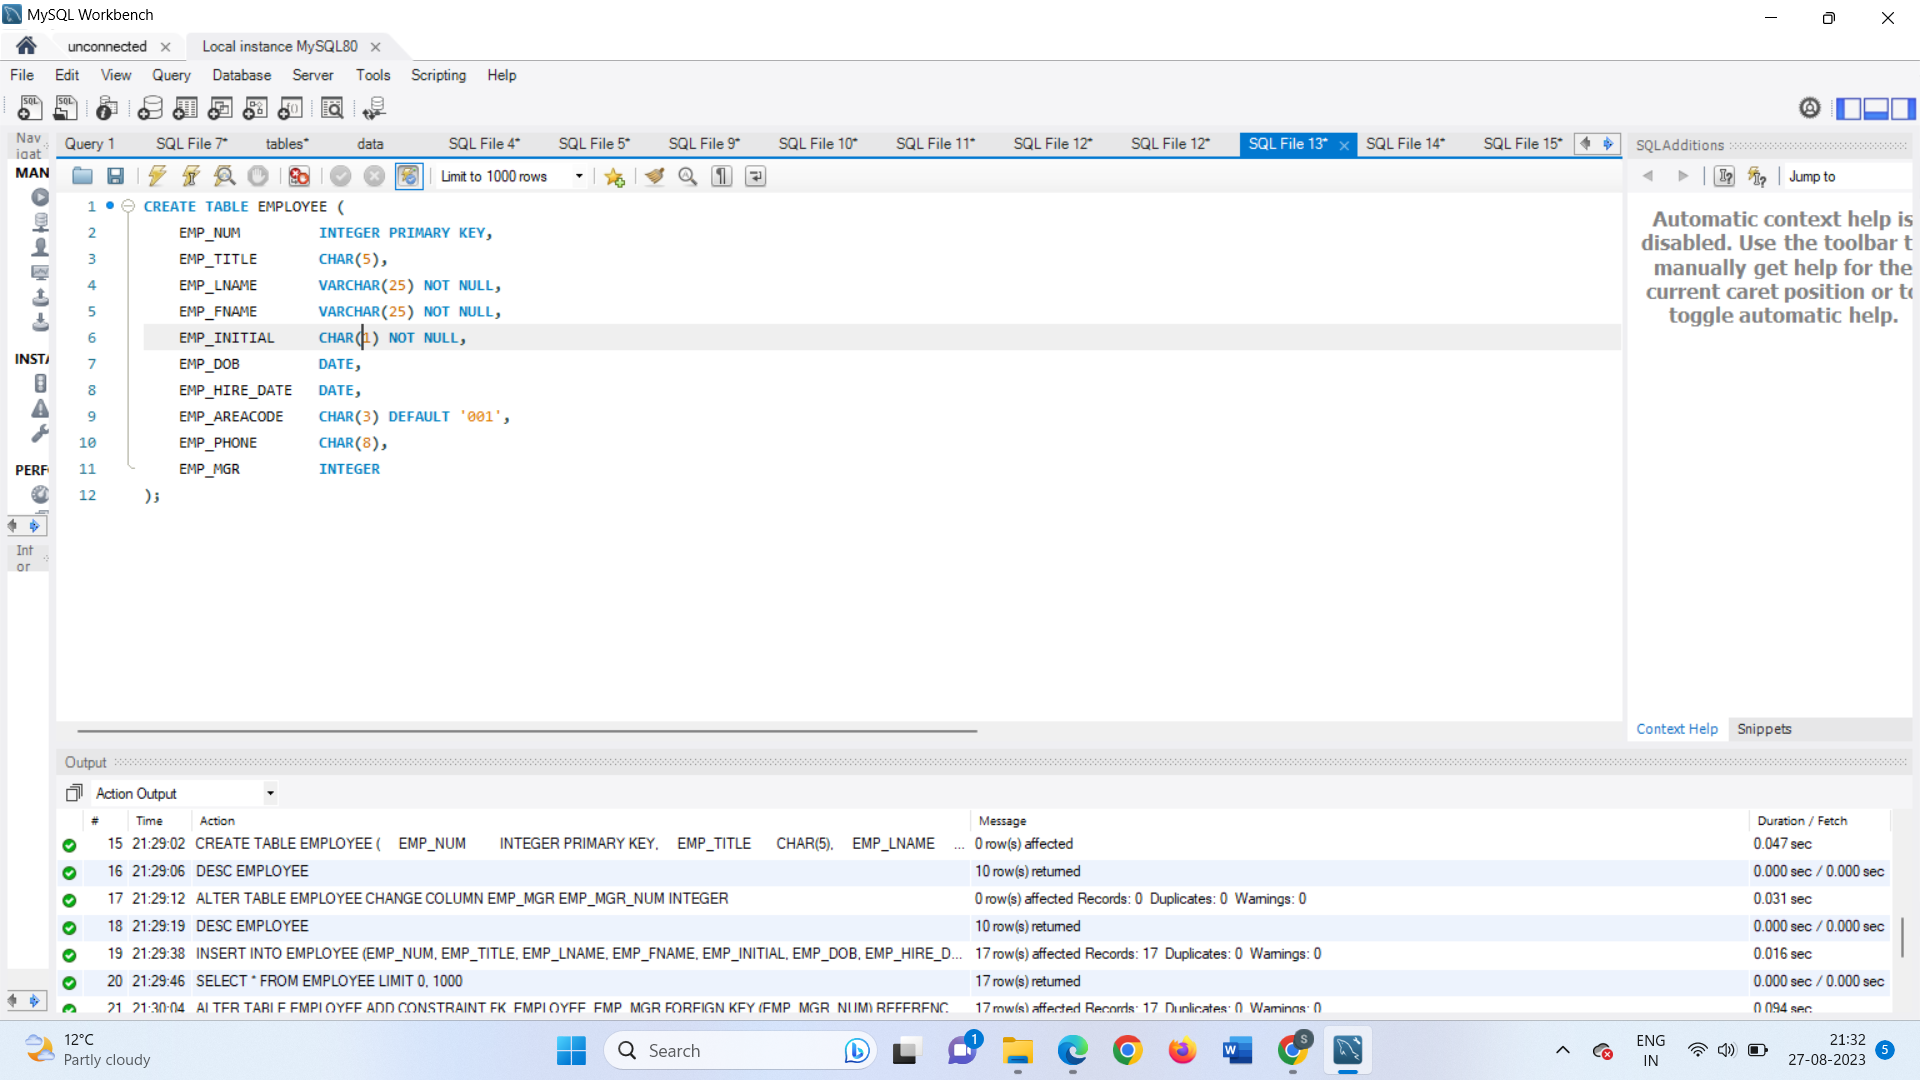 MySQL Workbench
unconnected
Local instance MySQL80
File Edit View Query Database Server Tools Scripting Help
Nav
igat
Query 1 SQL File 7* tables* data SQL File 4* SQL File 5* SQL File 9* SQL File 10* SQL File 11* SQL File 12* SQL File 12* SQL File 13* SQL File 14* SQL File 15*
SQLAdditions
MAN
Limit to 1000 rows
Jump to
1 CREATE TABLE EMPLOYEE (
2 EMP_NUM INTEGER PRIMARY KEY,
3 EMP_TITLE CHAR(5),
4 EMP_LNAME VARCHAR(25) NOT NULL,
5 EMP_FNAME VARCHAR(25) NOT NULL,
6 EMP_INITIAL CHAR(1) NOT NULL,
7 EMP_DOB DATE,
8 EMP_HIRE_DATE DATE,
9 EMP_AREACODE CHAR(3) DEFAULT '001',
10 EMP_PHONE CHAR(8),
11 EMP_MGR INTEGER
12 );
INSTA
PERF
Inf
or
Automatic context help is
disabled. Use the toolbar t
manually get help for the
current caret position or to
toggle automatic help.
Context Help Snippets
Output
Action Output
# Time Action Message Duration / Fetch
15 21:29:02 CREATE TABLE EMPLOYEE ( EMP_NUM INTEGER PRIMARY KEY, EMP_TITLE CHAR(5), EMP_LNAME ... 0 row(s) affected 0.047 sec
16 21:29:06 DESC EMPLOYEE 10 row(s) returned 0.000 sec / 0.000 sec
17 21:29:12 ALTER TABLE EMPLOYEE CHANGE COLUMN EMP_MGR EMP_MGR_NUM INTEGER 0 row(s) affected Records: 0 Duplicates: 0 Warnings: 0 0.031 sec
18 21:29:19 DESC EMPLOYEE 10 row(s) returned 0.000 sec / 0.000 sec
19 21:29:38 INSERT INTO EMPLOYEE (EMP_NUM, EMP_TITLE, EMP_LNAME, EMP_FNAME, EMP_INITIAL, EMP_DOB, EMP_HIRE_D... 17 row(s) affected Records: 17 Duplicates: 0 Warnings: 0 0.016 sec
20 21:29:46 SELECT * FROM EMPLOYEE LIMIT 0, 1000 17 row(s) returned 0.000 sec / 0.000 sec
21 21:30:04 ALTER TABLE EMPLOYEE ADD CONSTRAINT FK_EMPLOYEE_EMP_MGR FOREIGN KEY (EMP_MGR_NUM) REFERENC 17 row(s) affected Records: 17 Duplicates: 0 Warnings: 0 0.094 sec
12°C
Partly cloudy
Search
1
S
ENG
IN
21:32
27-08-2023
5